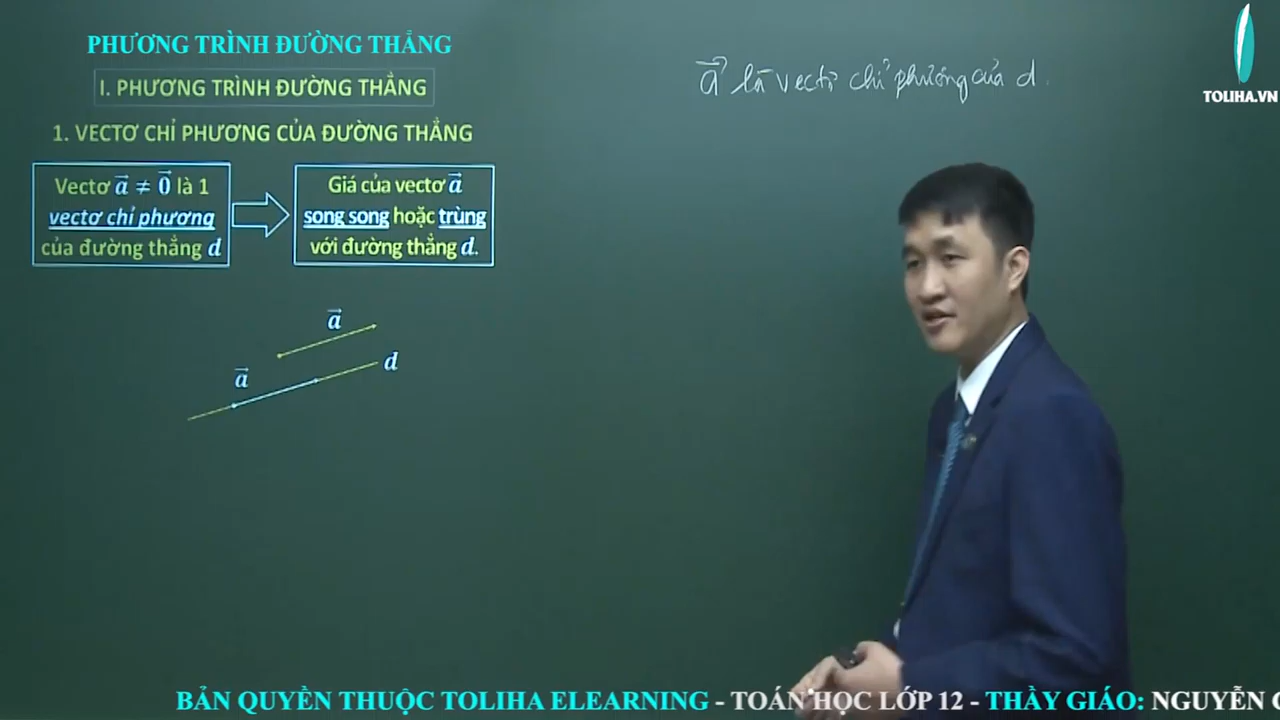 PHƯƠNG TRÌNH ĐƯỜNG THẲNG
I. PHƯƠNG TRÌNH ĐƯỜNG THẲNG
1. VECTƠ CHỈ PHƯƠNG CỦA ĐƯỜNG THẲNG
Vectơ a⃗ ≠ 0⃗ là 1
vectơ chỉ phương
của đường thẳng d
Giá của vectơ a⃗
song song hoặc trùng
với đường thẳng d.
a⃗
a⃗
d
a⃗ là vectơ chỉ phương của d.
TOLIHA.VN
BẢN QUYỀN THUỘC TOLIHA ELEARNING - TOÁN HỌC LỚP 12 - THẦY GIÁO: NGUYỄN